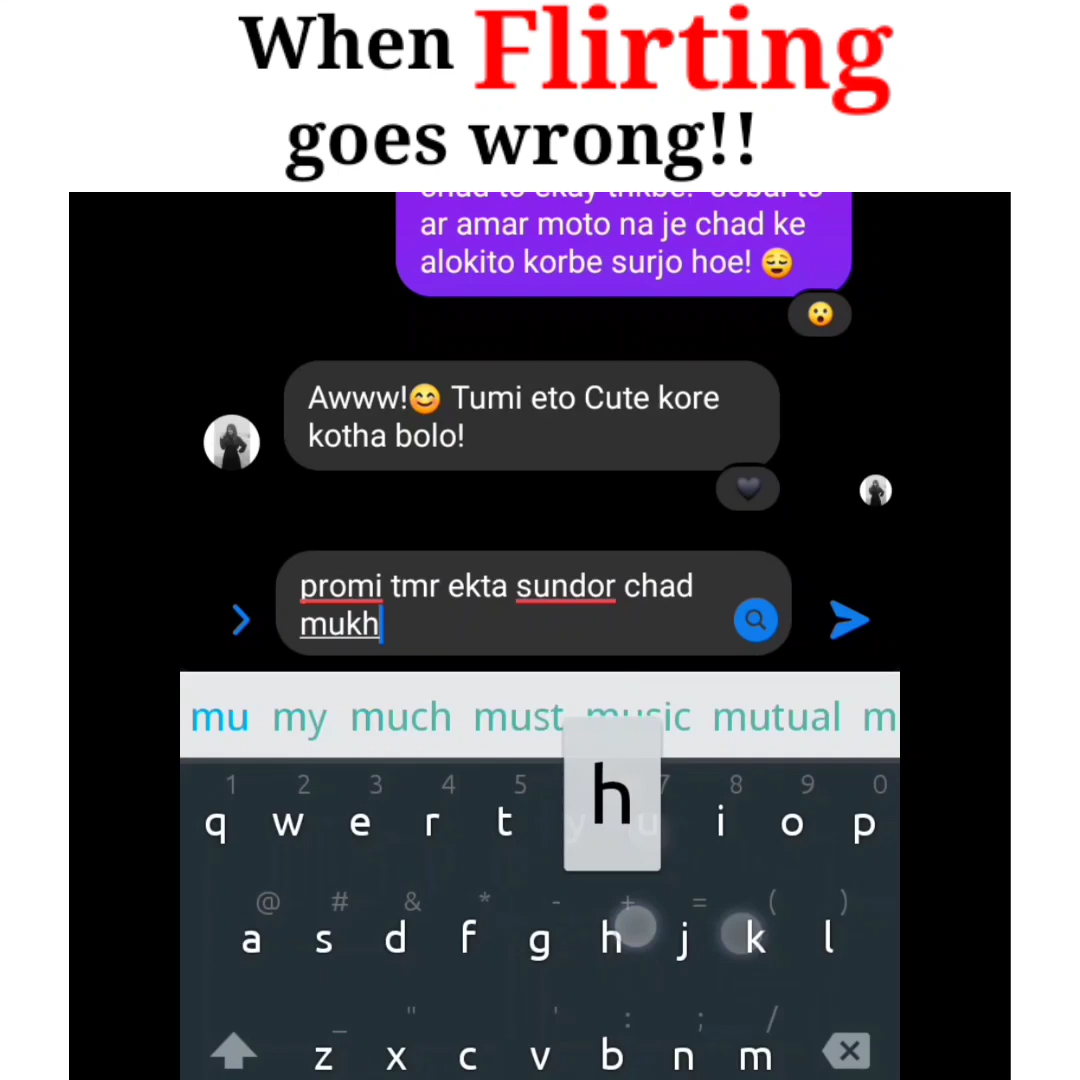 When Flirting
goes wrong!!
ar amar moto na je chad ke
alokito korbe surjo hoe! 😌
😮
Awww!😊 Tumi eto Cute kore
kotha bolo!
🖤
promi tmr ekta sundor chad
mukh
mu my much must music mutual m
1 2 3 4 5 7 8 9 0
q w e r t y u i o p
h
@ # & * - + = ( )
a s d f g h j k l
_ " ' : ; /
z x c v b n m